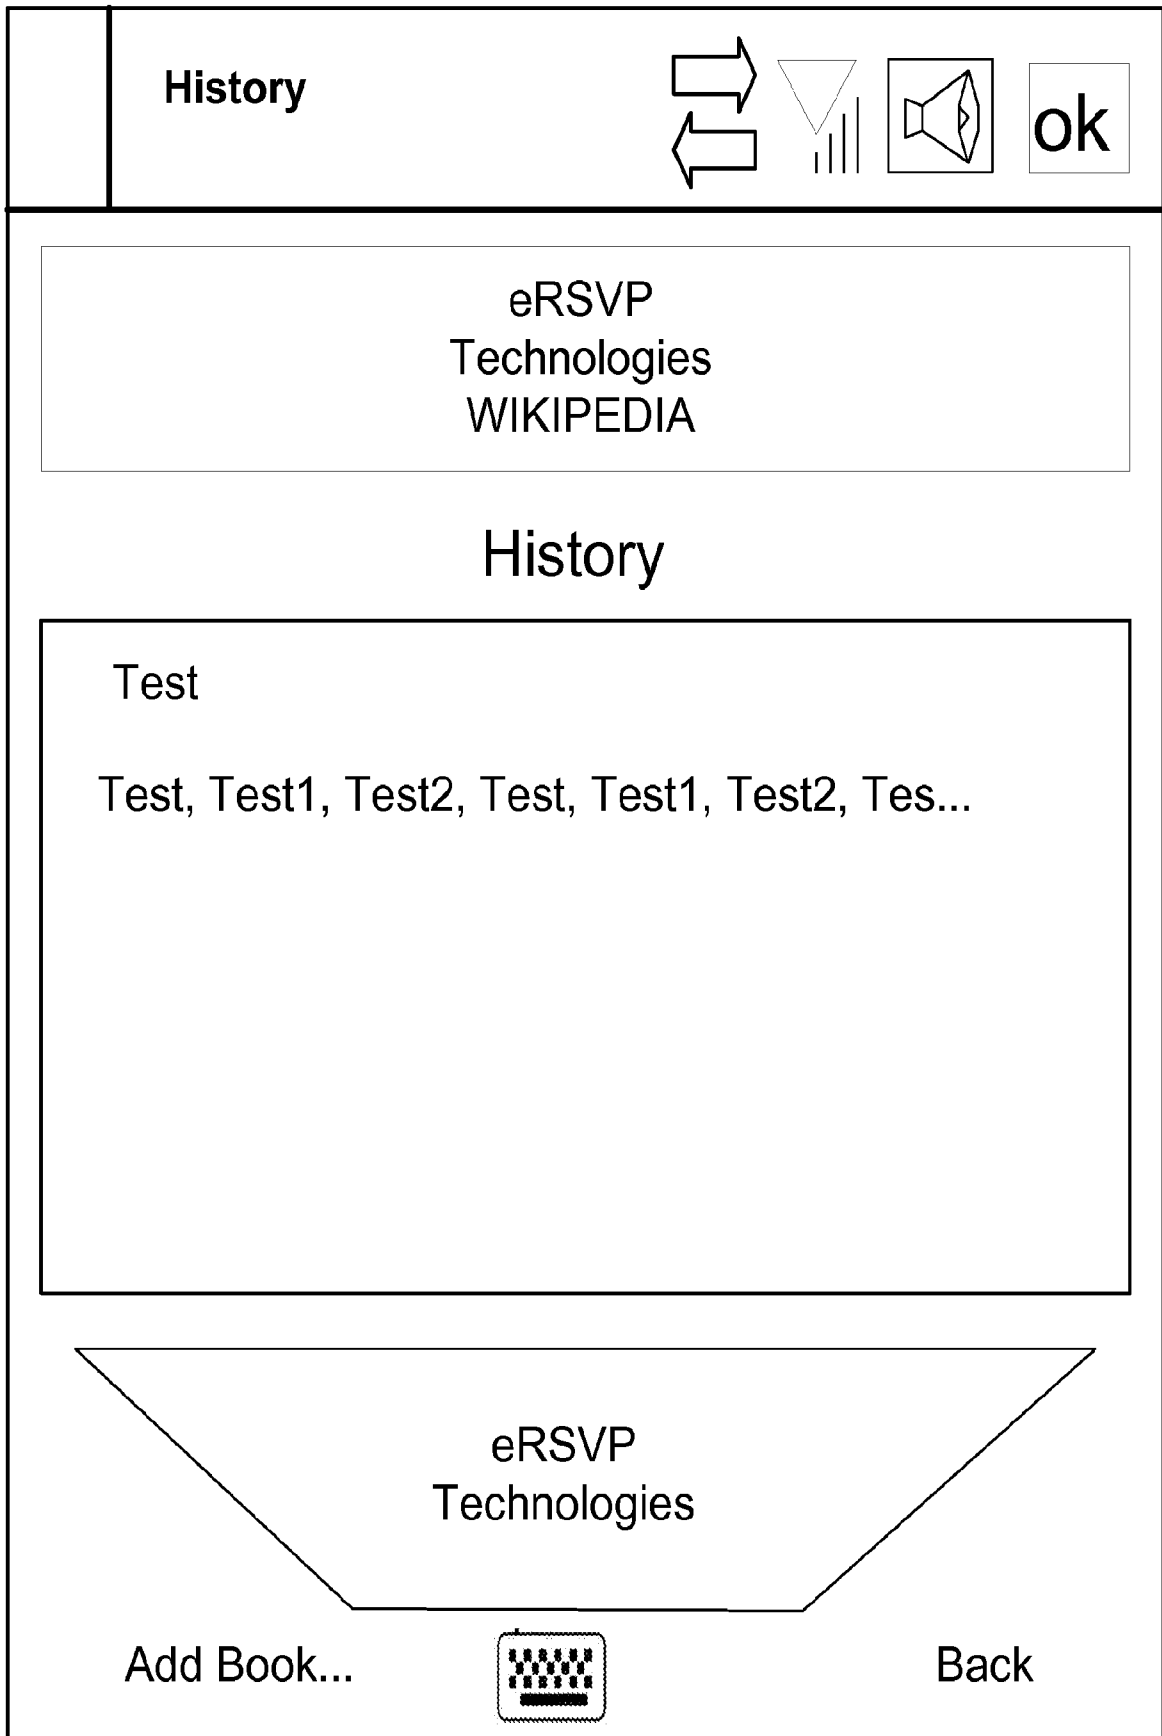 History
ok
eRSVP
Technologies
WIKIPEDIA
History
Test
Test, Test1, Test2, Test, Test1, Test2, Tes...
eRSVP
Technologies
Add Book...
Back